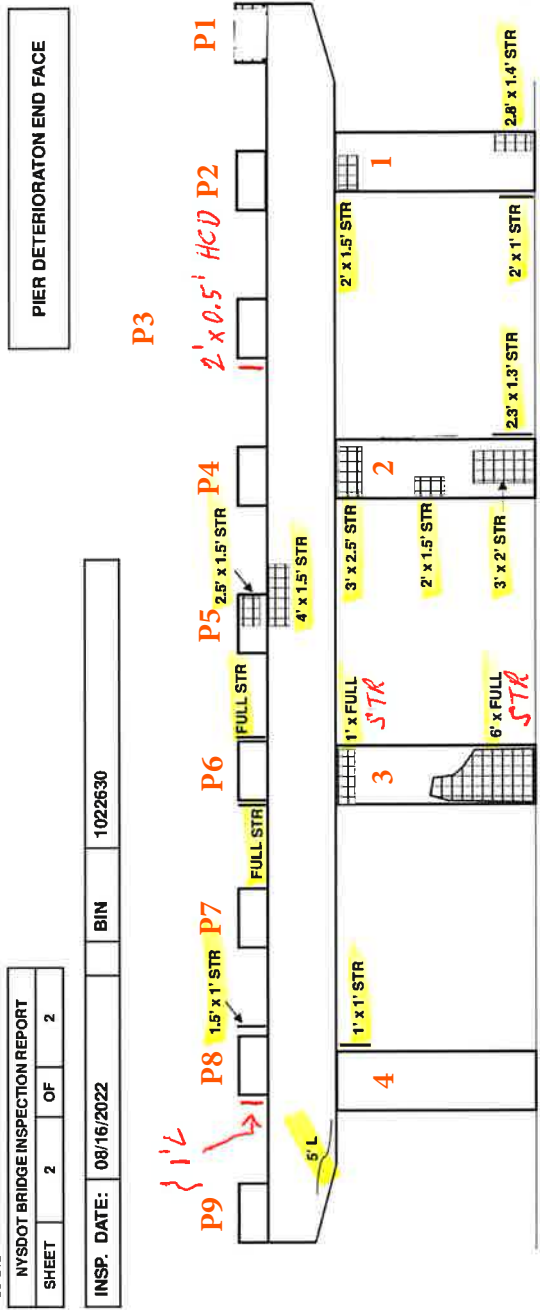 NYSDOT BRIDGE INSPECTION REPORT
SHEET 2 OF 2
INSP. DATE: 08/16/2022 BIN 1022630
PIER DETERIORATON END FACE
P9 P8 P7 P6 P5 P4 P3 P2 P1
1'L
1.5' x 1' STR
FULL STR
FULL STR
2.5' x 1.5' STR
2' x 0.5' HCD
5' L
4' x 1.5' STR
1' x 1' STR
1' x FULL
STR
3' x 2.5' STR
2' x 1.5' STR
4 3 2 1
2' x 1.5' STR
6' x FULL
STR
3' x 2' STR
2.3' x 1.3' STR
2' x 1' STR
2.8' x 1.4' STR